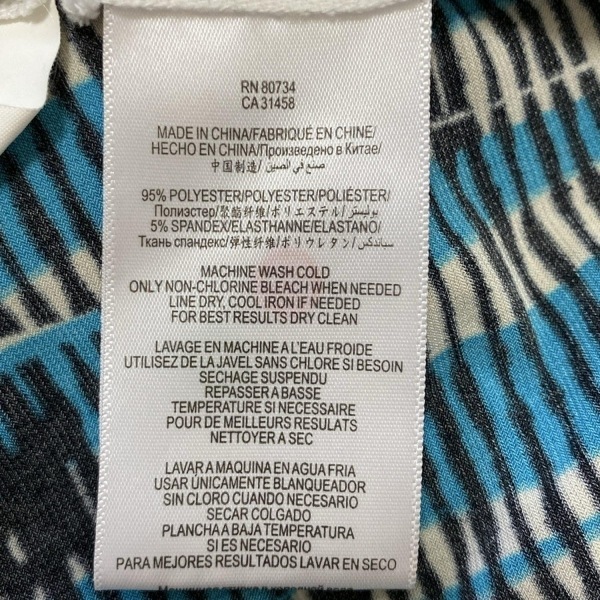 RN 80734
CA 31458
MADE IN CHINA/FABRIQUÉ EN CHINE/
HECHO EN CHINA/Произведено в Китае/
中国制造/صنع في الصين/
95% POLYESTER/POLYESTER/POLIÉSTER/
Полиэстер/聚酯纤维/ポリエステル/بوليستر/
5% SPANDEX/ELASTHANNE/ELASTANO/
Ткань спандекс/弹性纤维/ポリウレタン/سباندكس/
MACHINE WASH COLD
ONLY NON-CHLORINE BLEACH WHEN NEEDED
LINE DRY, COOL IRON IF NEEDED
FOR BEST RESULTS DRY CLEAN
LAVAGE EN MACHINE A L'EAU FROIDE
UTILISEZ DE LA JAVEL SANS CHLORE SI BESOIN
SECHAGE SUSPENDU
REPASSER A BASSE
TEMPERATURE SI NECESSAIRE
POUR DE MEILLEURS RESULATS
NETTOYER A SEC
LAVAR A MAQUINA EN AGUA FRIA
USAR ÚNICAMENTE BLANQUEADOR
SIN CLORO CUANDO NECESARIO
SECAR COLGADO
PLANCHA A BAJA TEMPERATURA
SI ES NECESARIO
PARA MEJORES RESULTADOS LAVAR EN SECO